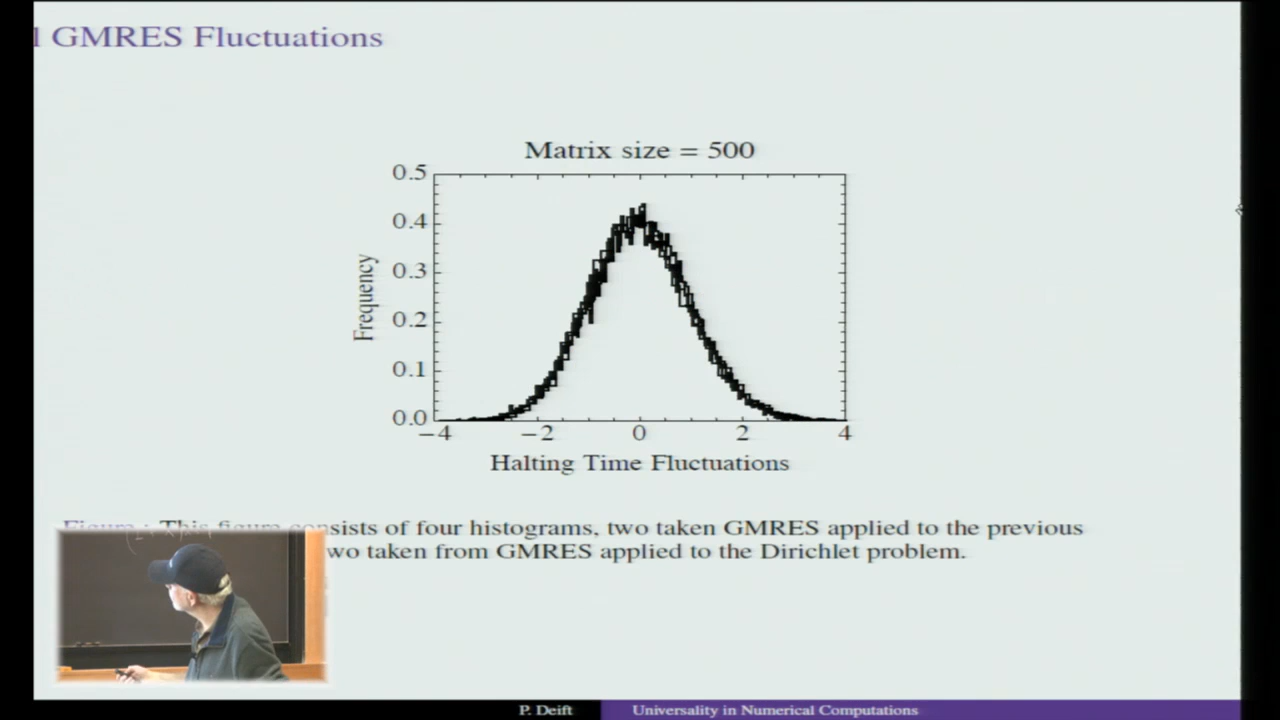 GMRES Fluctuations
Matrix size = 500
0.5
0.4
0.3
0.2
0.1
0.0
Frequency
−4
−2
0
2
4
Halting Time Fluctuations
Figure : This figure consists of four histograms, two taken GMRES applied to the previous
two taken from GMRES applied to the Dirichlet problem.
P. Deift
Universality in Numerical Computations